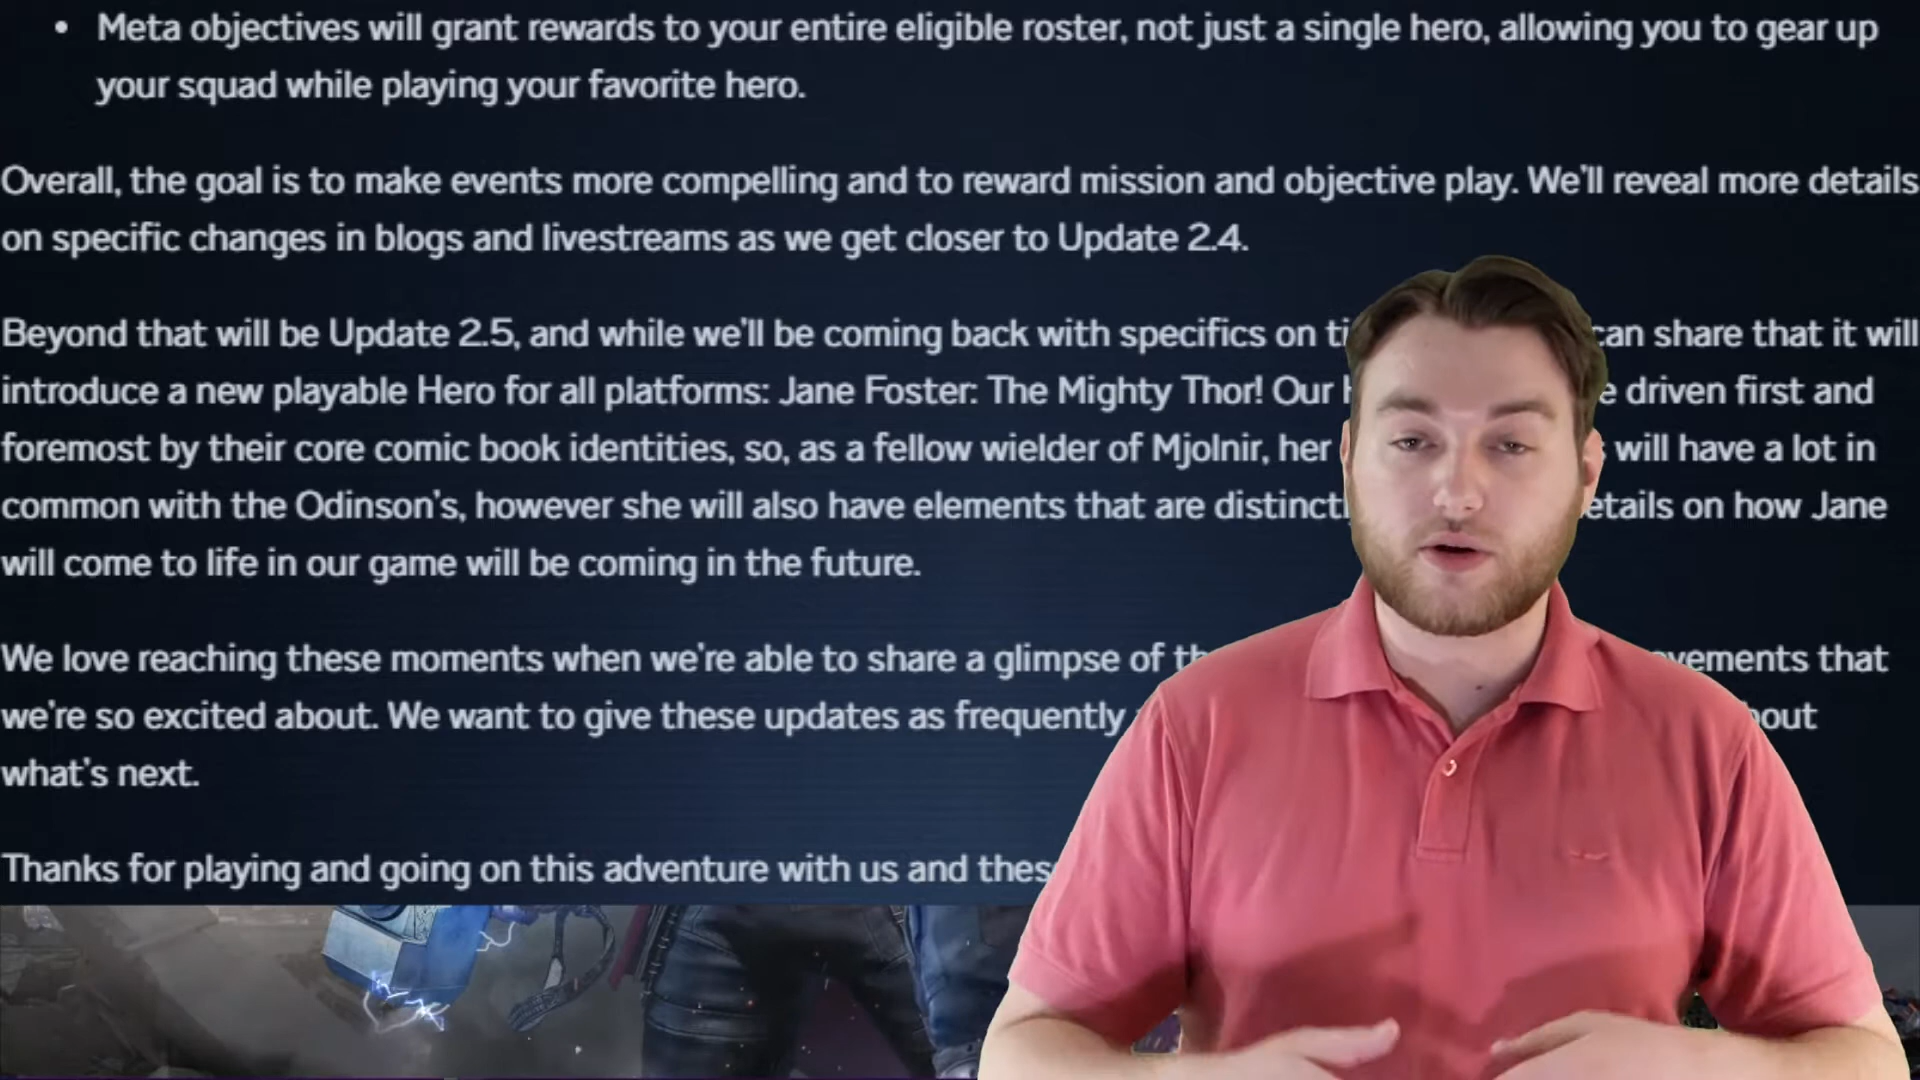 • Meta objectives will grant rewards to your entire eligible roster, not just a single hero, allowing you to gear up
your squad while playing your favorite hero.
Overall, the goal is to make events more compelling and to reward mission and objective play. We'll reveal more details
on specific changes in blogs and livestreams as we get closer to Update 2.4.
Beyond that will be Update 2.5, and while we'll be coming back with specifics on can share that it will
introduce a new playable Hero for all platforms: Jane Foster: The Mighty Thor! Our driven first and
foremost by their core comic book identities, so, as a fellow wielder of Mjolnir, her will have a lot in
common with the Odinson's, however she will also have elements that are on how Jane
will come to life in our game will be coming in the future.
We love reaching these moments when we're able to share a glimpse of that
we're so excited about. We want to give these updates as frequently
what's next.
Thanks for playing and going on this adventure with us and